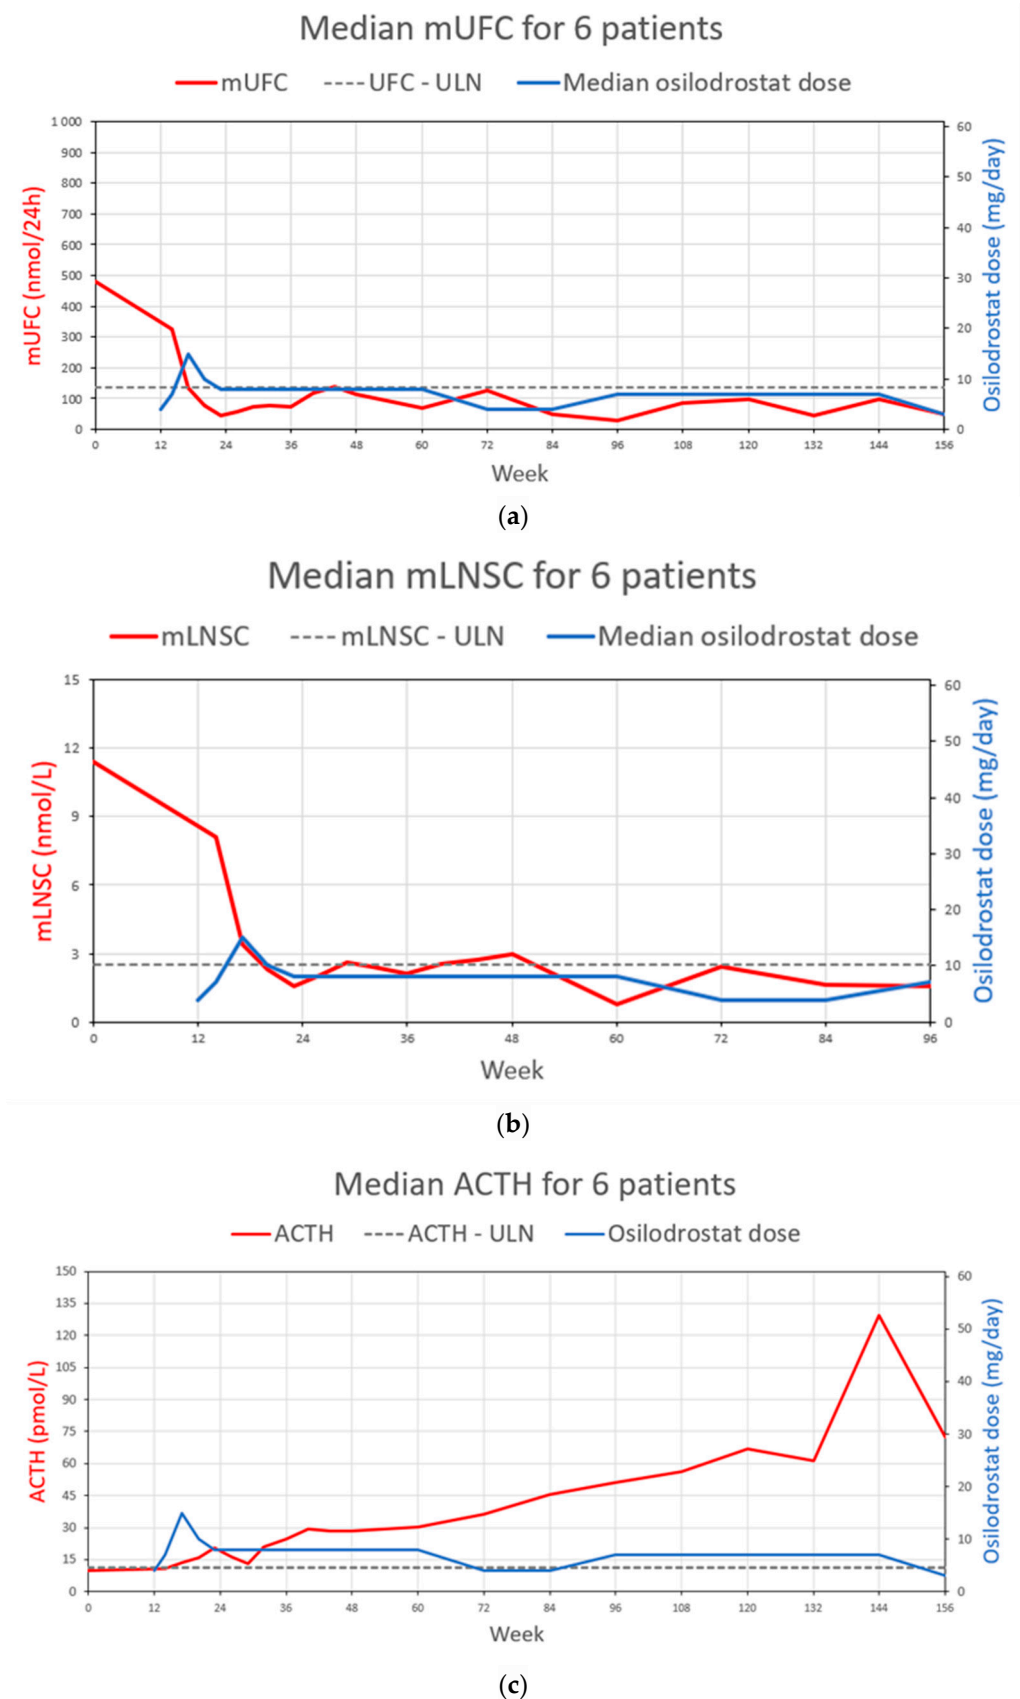 Median mUFC for 6 patients
mUFC UFC - ULN Median osilodrostat dose
1 000
900
800
700
600
500
400
300
200
100
0
mUFC (nmol/24h)
60
50
40
30
20
10
0
Osilodrostat dose (mg/day)
0 12 24 36 48 60 72 84 96 108 120 132 144 156
Week
(a)
Median mLNSC for 6 patients
mLNSC mLNSC - ULN Median osilodrostat dose
15
12
9
6
3
0
mLNSC (nmol/L)
60
50
40
30
20
10
0
Osilodrostat dose (mg/day)
0 12 24 36 48 60 72 84 96
Week
(b)
Median ACTH for 6 patients
ACTH ACTH - ULN Osilodrostat dose
150
135
120
105
90
75
60
45
30
15
0
ACTH (pmol/L)
60
50
40
30
20
10
0
Osilodrostat dose (mg/day)
0 12 24 36 48 60 72 84 96 108 120 132 144 156
Week
(c)